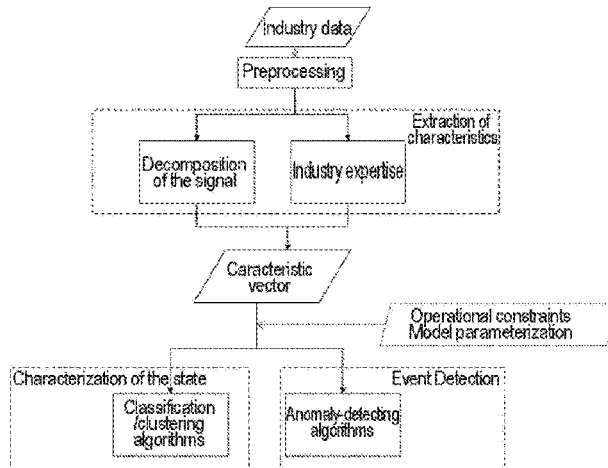 Industry data
Preprocessing
Extraction of
characteristics
Decomposition
of the signal
Industry expertise
Caracteristic
vector
Operational constraints
Model parameterization
Characterization of the state
Classification
/clustering
algorithms
Event Detection
Anomaly-detecting
algorithms